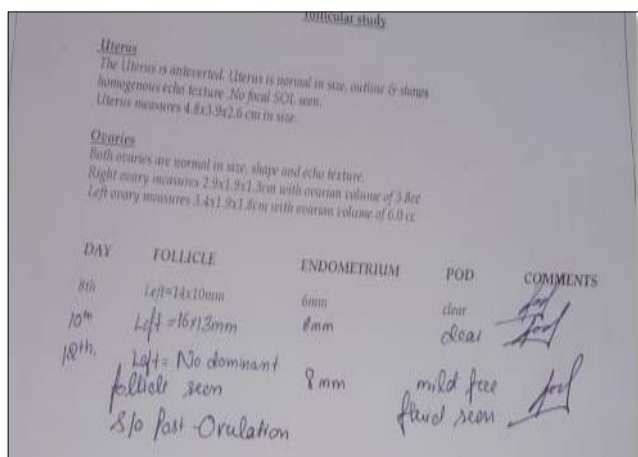 follicular study
Uterus
The Uterus is anteverted. Uterus is normal in size, outline & shows
homogenous echo texture. No focal SOL seen.
Uterus measures 4.8x3.9x2.6 cm in size.
Ovaries
Both ovaries are normal in size, shape and echo texture.
Right ovary measures 2.9x1.9x1.3cm with ovarian volume of 3.8cc
Left ovary measures 3.4x1.9x1.8cm with ovarian volume of 6.0 cc
DAY FOLLICLE ENDOMETRIUM POD COMMENTS
8th Left=14x10mm 6mm clear
10th Left =16x13mm 8mm clear
12th, Left = No dominant
follicle seen 8 mm mild free
fluid seen
S/o Post-Ovulation